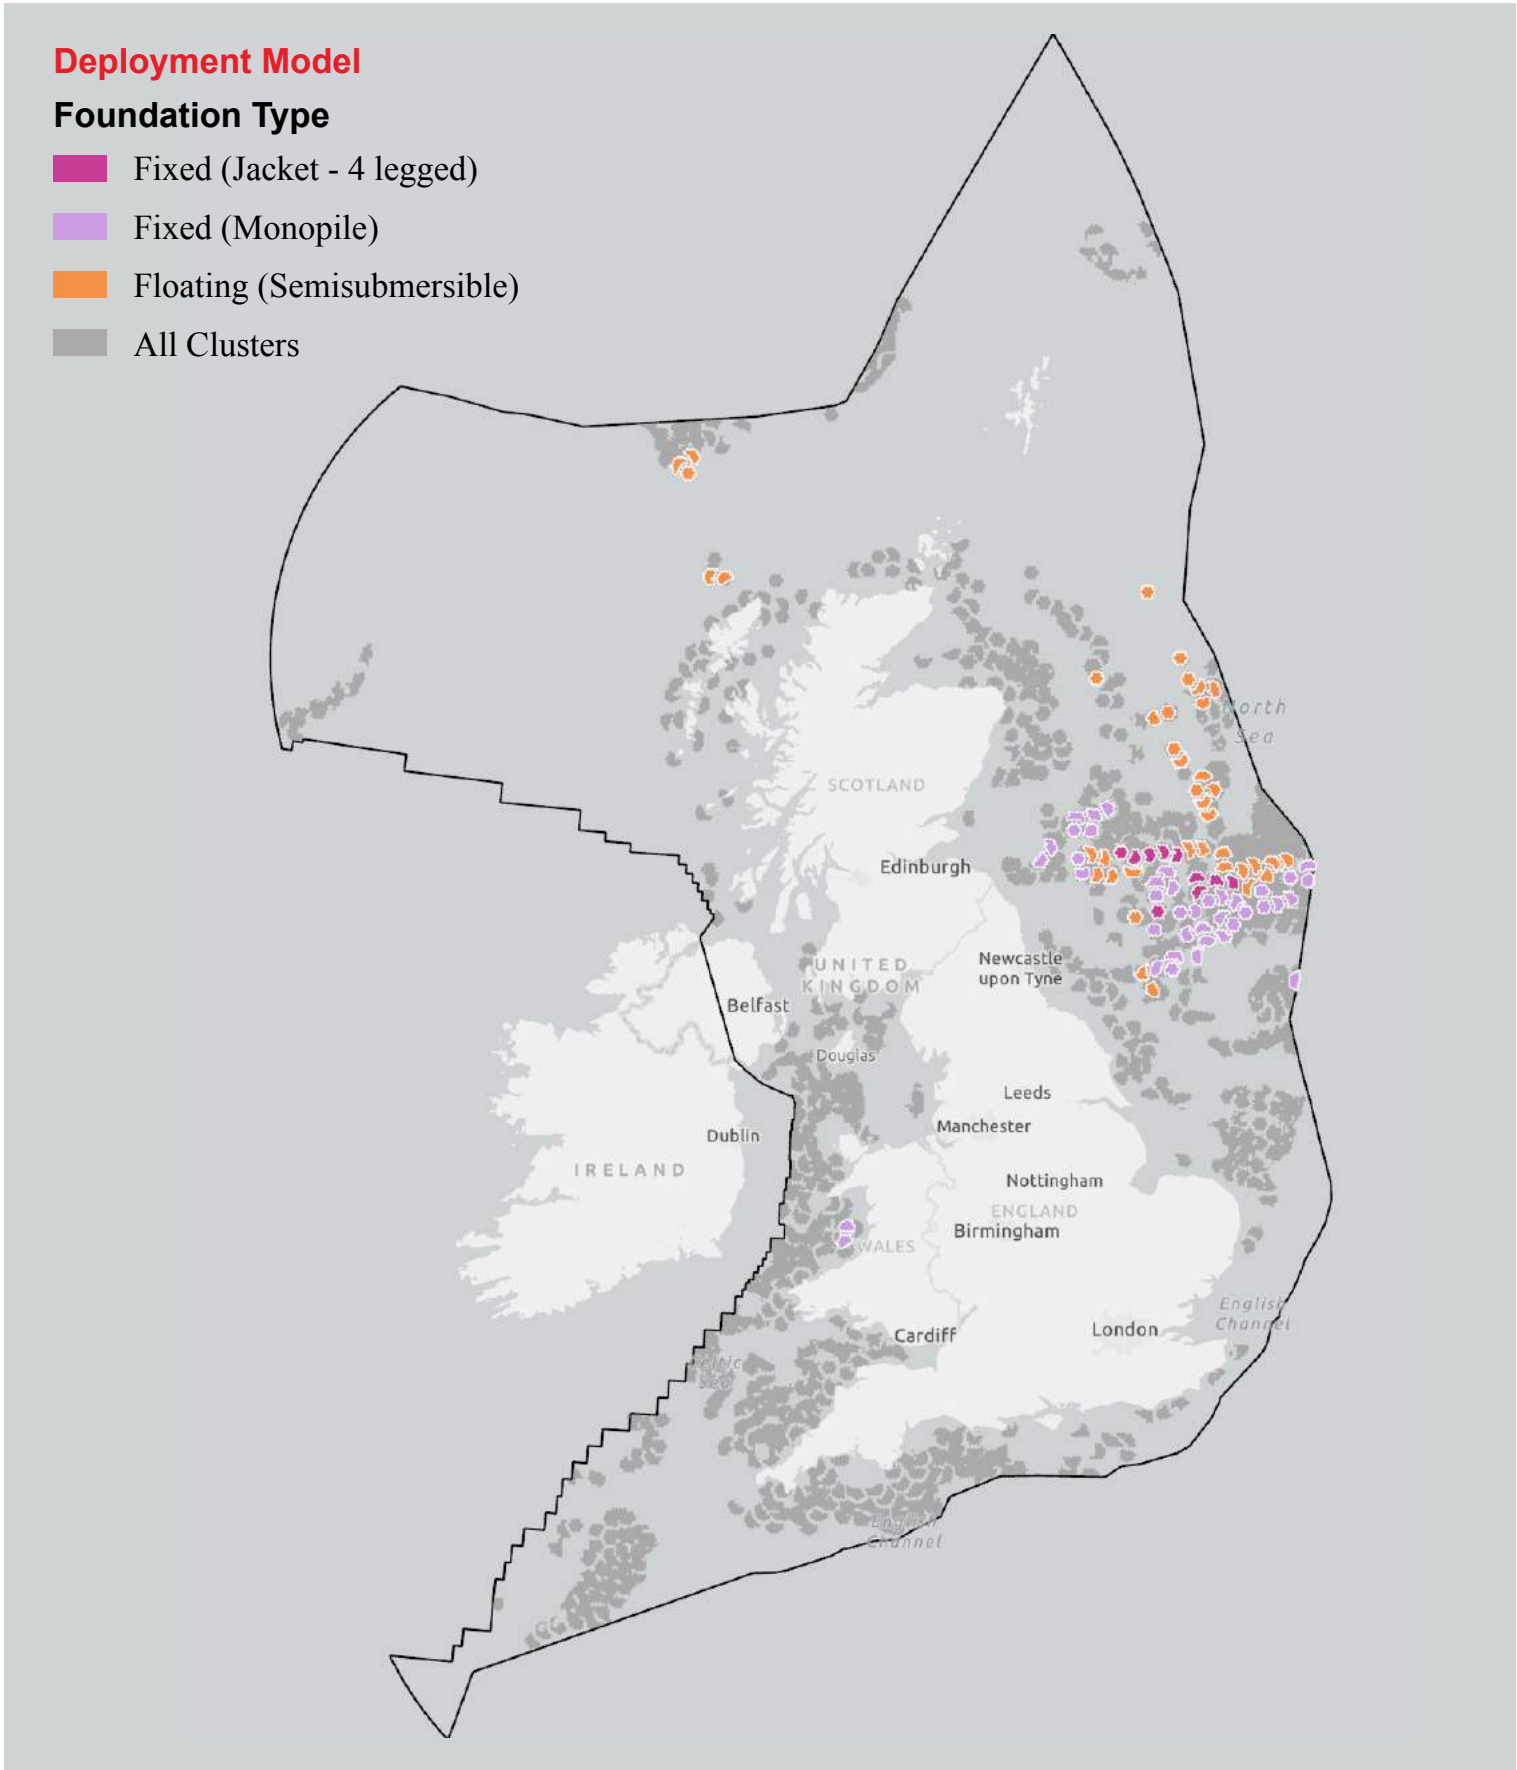 Deployment Model
Foundation Type
Fixed (Jacket - 4 legged)
Fixed (Monopile)
Floating (Semisubmersible)
All Clusters
North
Sea
SCOTLAND
Edinburgh
UNITED
KINGDOM
Newcastle
upon Tyne
Belfast
Douglas
Leeds
Manchester
Dublin
IRELAND
Nottingham
ENGLAND
Birmingham
WALES
English
Channel
London
Cardiff
Celtic
Sea
English
Channel